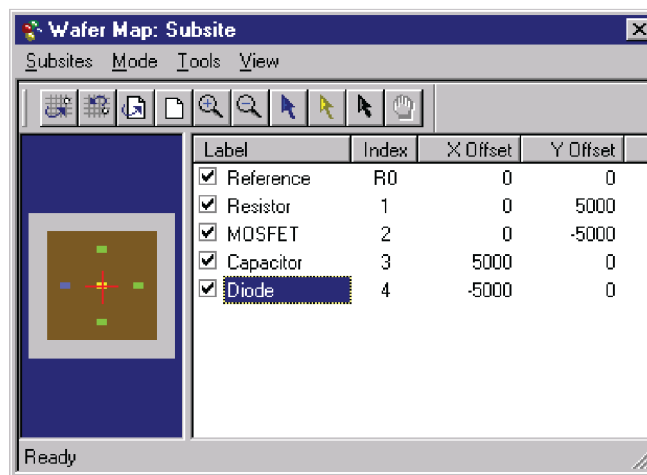 Wafer Map: Subsite
Subsites Mode Tools View
Label Index X Offset Y Offset
Reference R0 0 0
Resistor 1 0 5000
MOSFET 2 0 -5000
Capacitor 3 5000 0
Diode 4 -5000 0
Ready